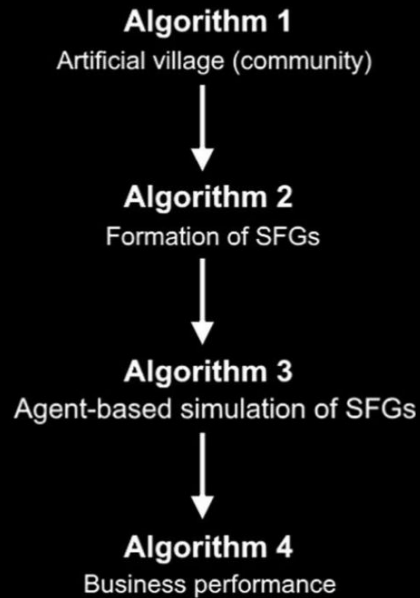 Algorithm 1
Artificial village (community)
Algorithm 2
Formation of SFGs
Algorithm 3
Agent-based simulation of SFGs
Algorithm 4
Business performance